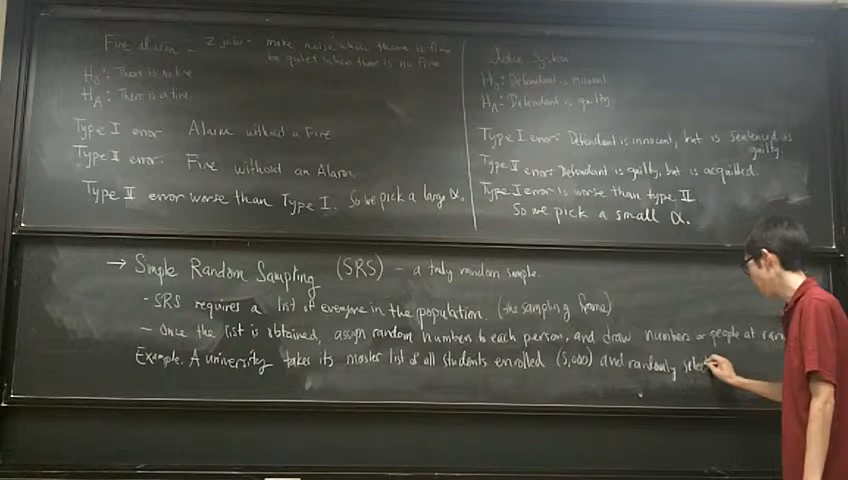 Fire alarm - 2 jobs - make noise when there is fire
be quiet when there is no fire
H₀: There is no fire
H_A: There is a fire.
Type I error Alarm without a Fire
Type II error: Fire without an Alarm
Type II error worse than Type I. So we pick a large α.
Justice System
H₀: Defendant is innocent
H_A: Defendant is guilty.
Type I error: Defendant is innocent, but is sentenced as
guilty.
Type II error: Defendant is guilty, but is acquitted.
Type I error is worse than type II
So we pick a small α.
→ Simple Random Sampling (SRS) - a truly random sample.
- SRS requires a list of everyone in the population. (the sampling frame)
- Once the list is obtained, assign random numbers to each person, and draw numbers or people at ran
Example. A university takes its master list of all students enrolled (5,000) and randomly select